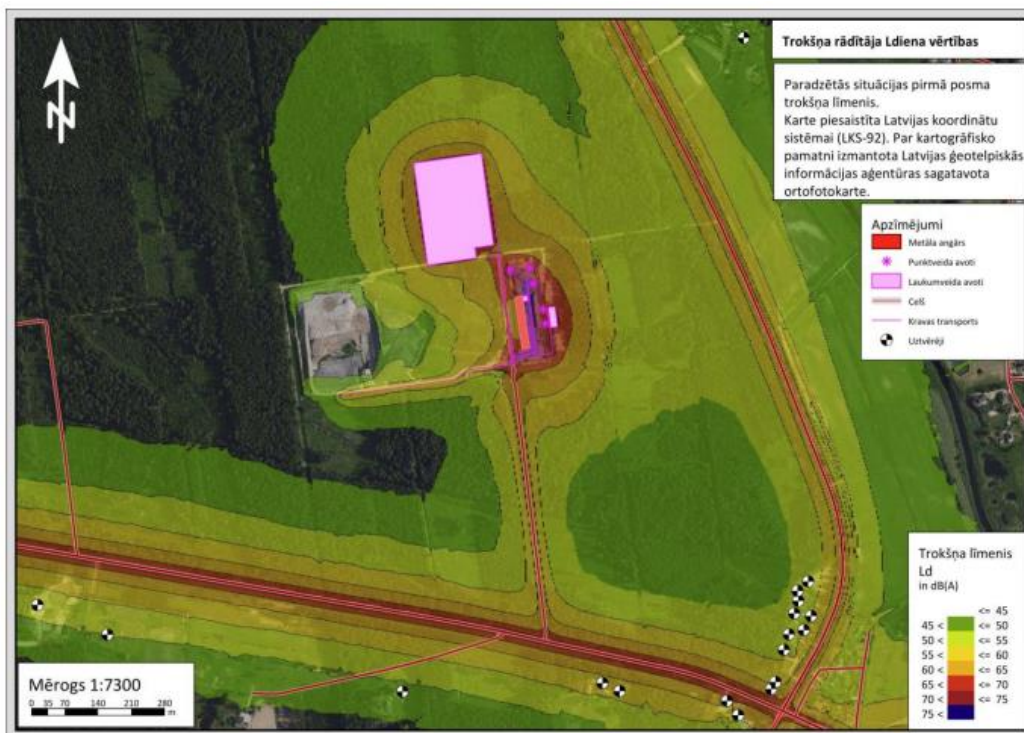 Trokšņa rādītāja Ldiena vērtības
Paradzētās situācijas pirmā posma
trokšņa līmenis.
Karte piesaistīta Latvijas koordinātu
sistēmai (LKS-92). Par kartogrāfisko
pamatni izmantota Latvijas ģeotelpiskās
informācijas aģentūras sagatavota
ortofotokarte.
Apzīmējumi
Metāla angārs
Punktveida avoti
Laukumveida avoti
Ceļš
Kravas transports
Uztvērēji
Trokšņa līmenis
Ld
in dB(A)
<= 45
45 < <= 50
50 < <= 55
55 < <= 60
60 < <= 65
65 < <= 70
70 < <= 75
75 <
Mērogs 1:7300
0 35 70 140 210 280
m
N